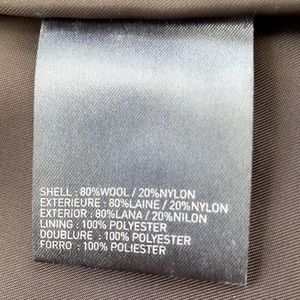 SHELL : 80%WOOL / 20%NYLON
EXTERIEURE : 80%LAINE / 20%NYLON
EXTERIOR : 80%LANA / 20%NILON
LINING : 100% POLYESTER
DOUBLURE : 100% POLYESTER
FORRO : 100% POLIESTER